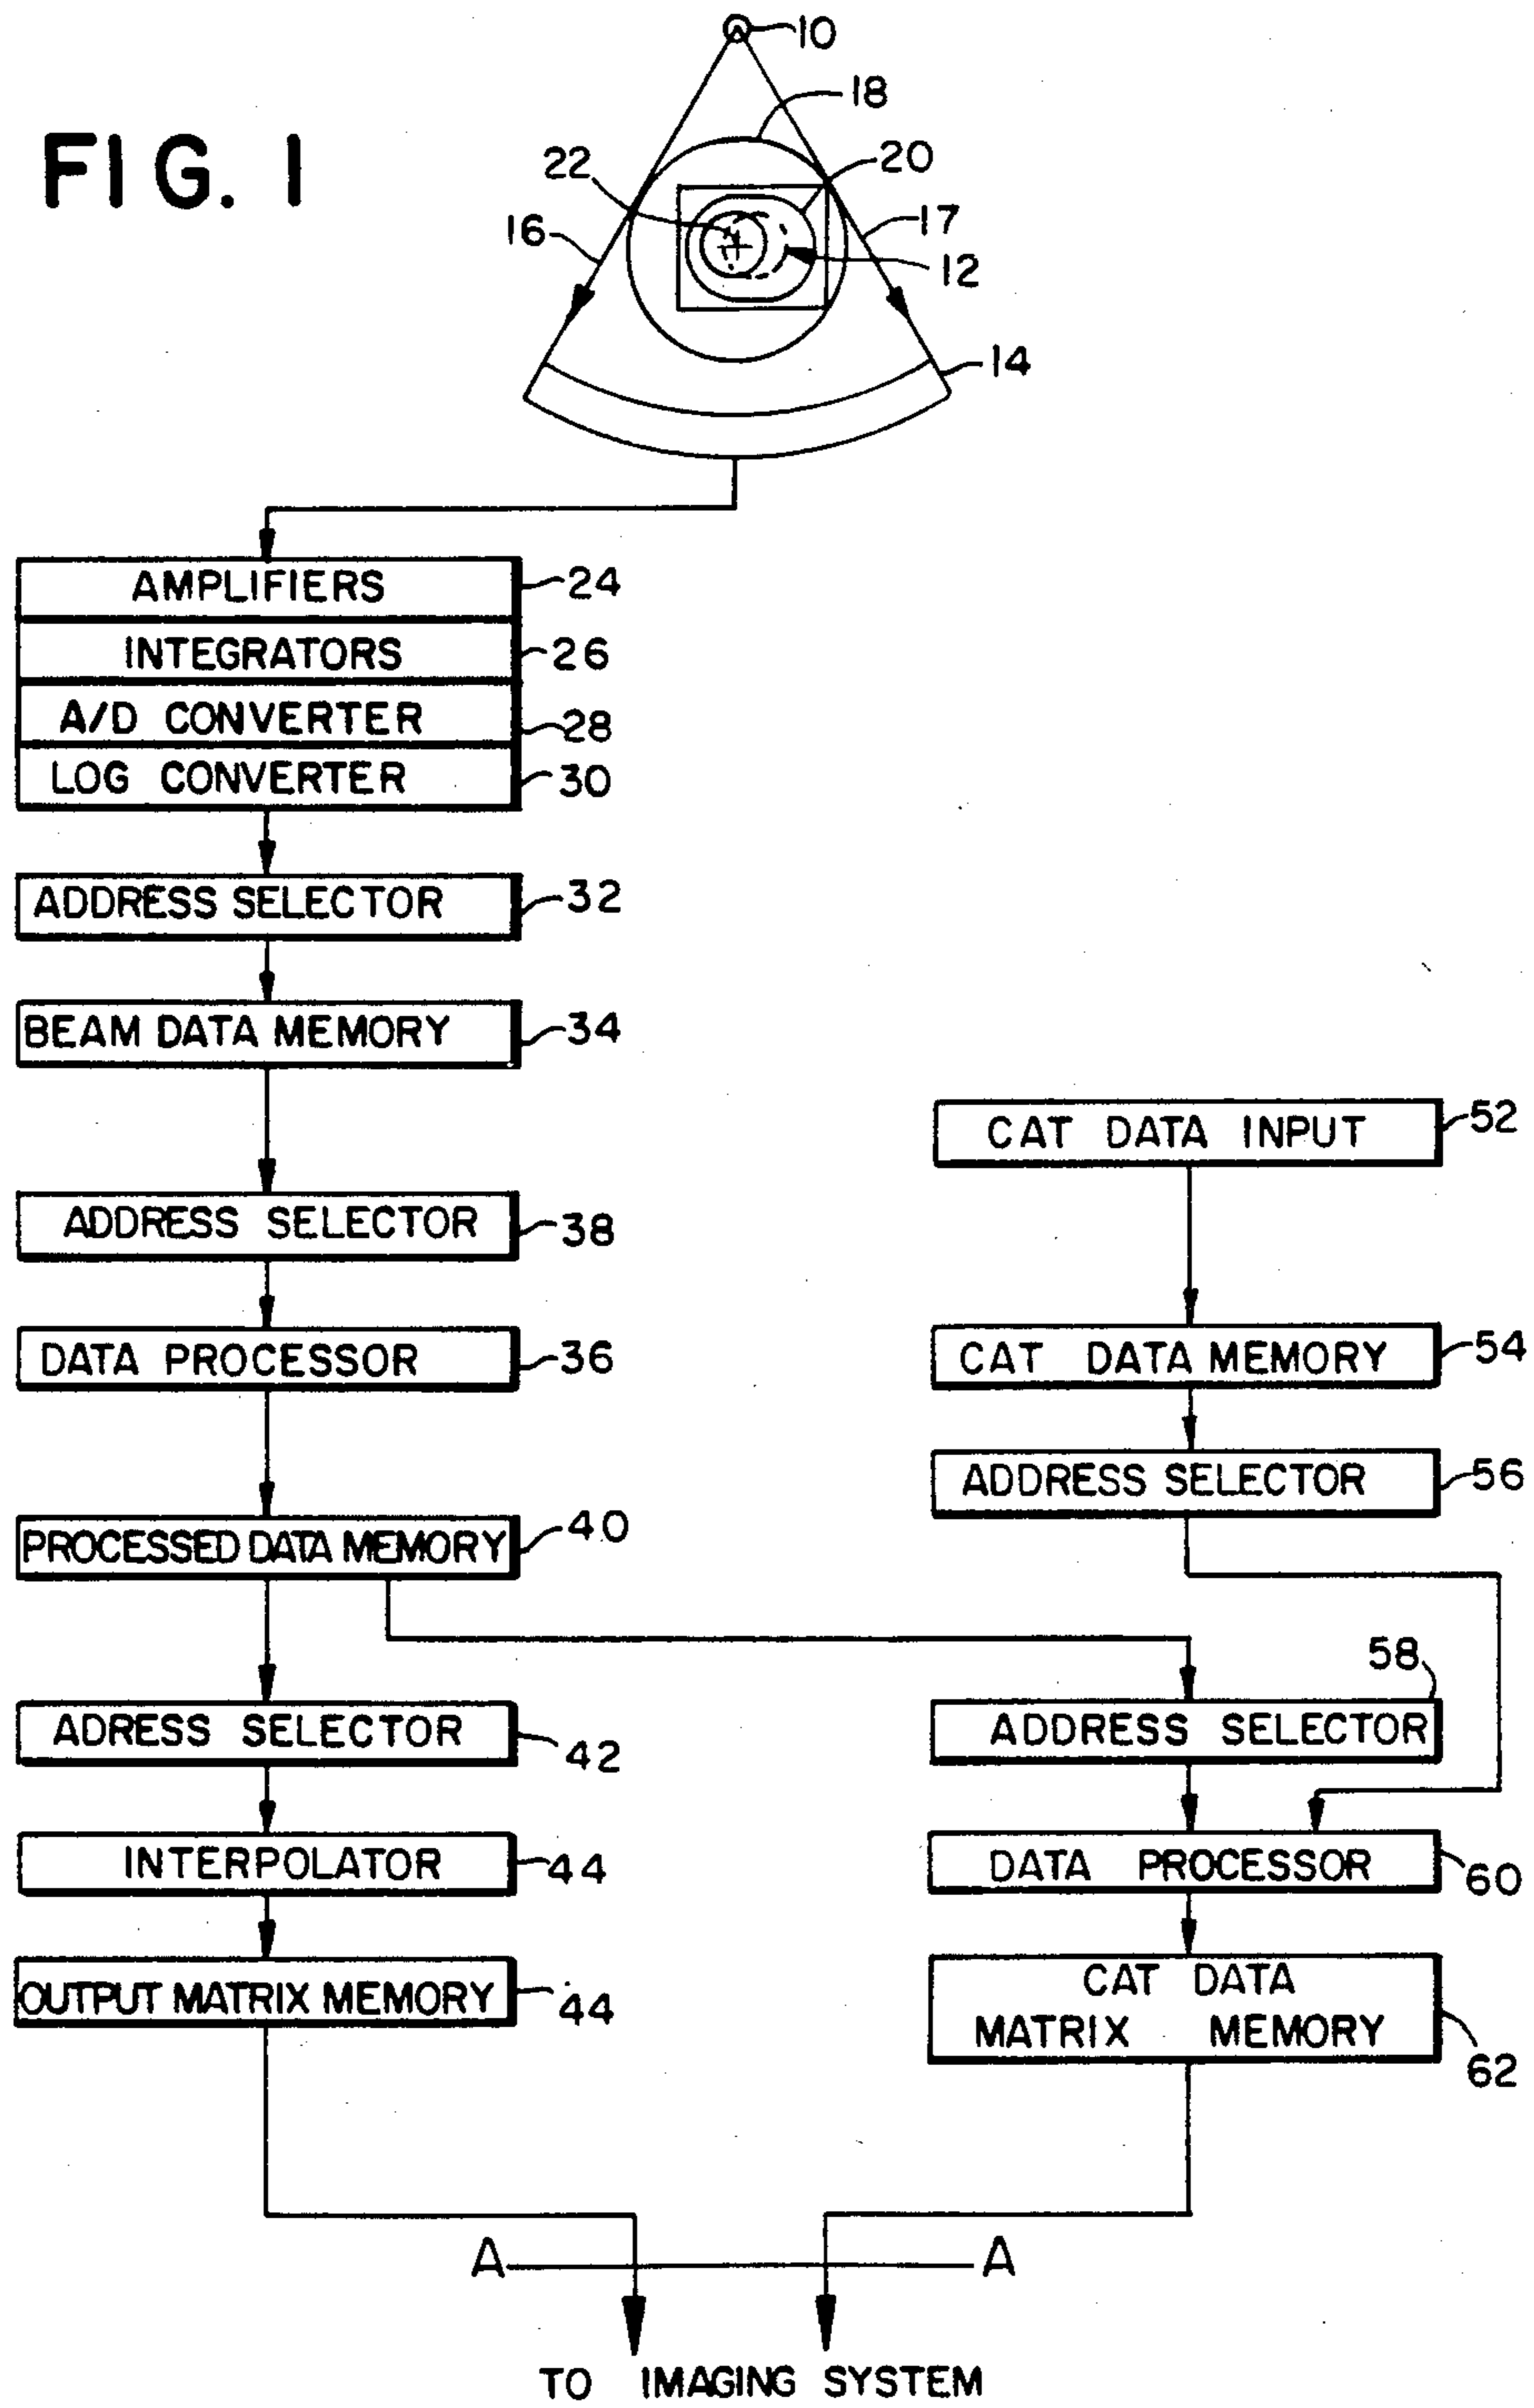 FIG. 1
10
18
20
22
16
17
12
14
AMPLIFIERS 24
INTEGRATORS 26
A/D CONVERTER 28
LOG CONVERTER 30
ADDRESS SELECTOR 32
BEAM DATA MEMORY 34
CAT DATA INPUT 52
ADDRESS SELECTOR 38
DATA PROCESSOR 36
CAT DATA MEMORY 54
ADDRESS SELECTOR 56
PROCESSED DATA MEMORY 40
58
ADRESS SELECTOR 42
ADDRESS SELECTOR
INTERPOLATOR 44
DATA PROCESSOR 60
OUTPUT MATRIX MEMORY 44
CAT DATA
MATRIX MEMORY 62
A A
TO IMAGING SYSTEM